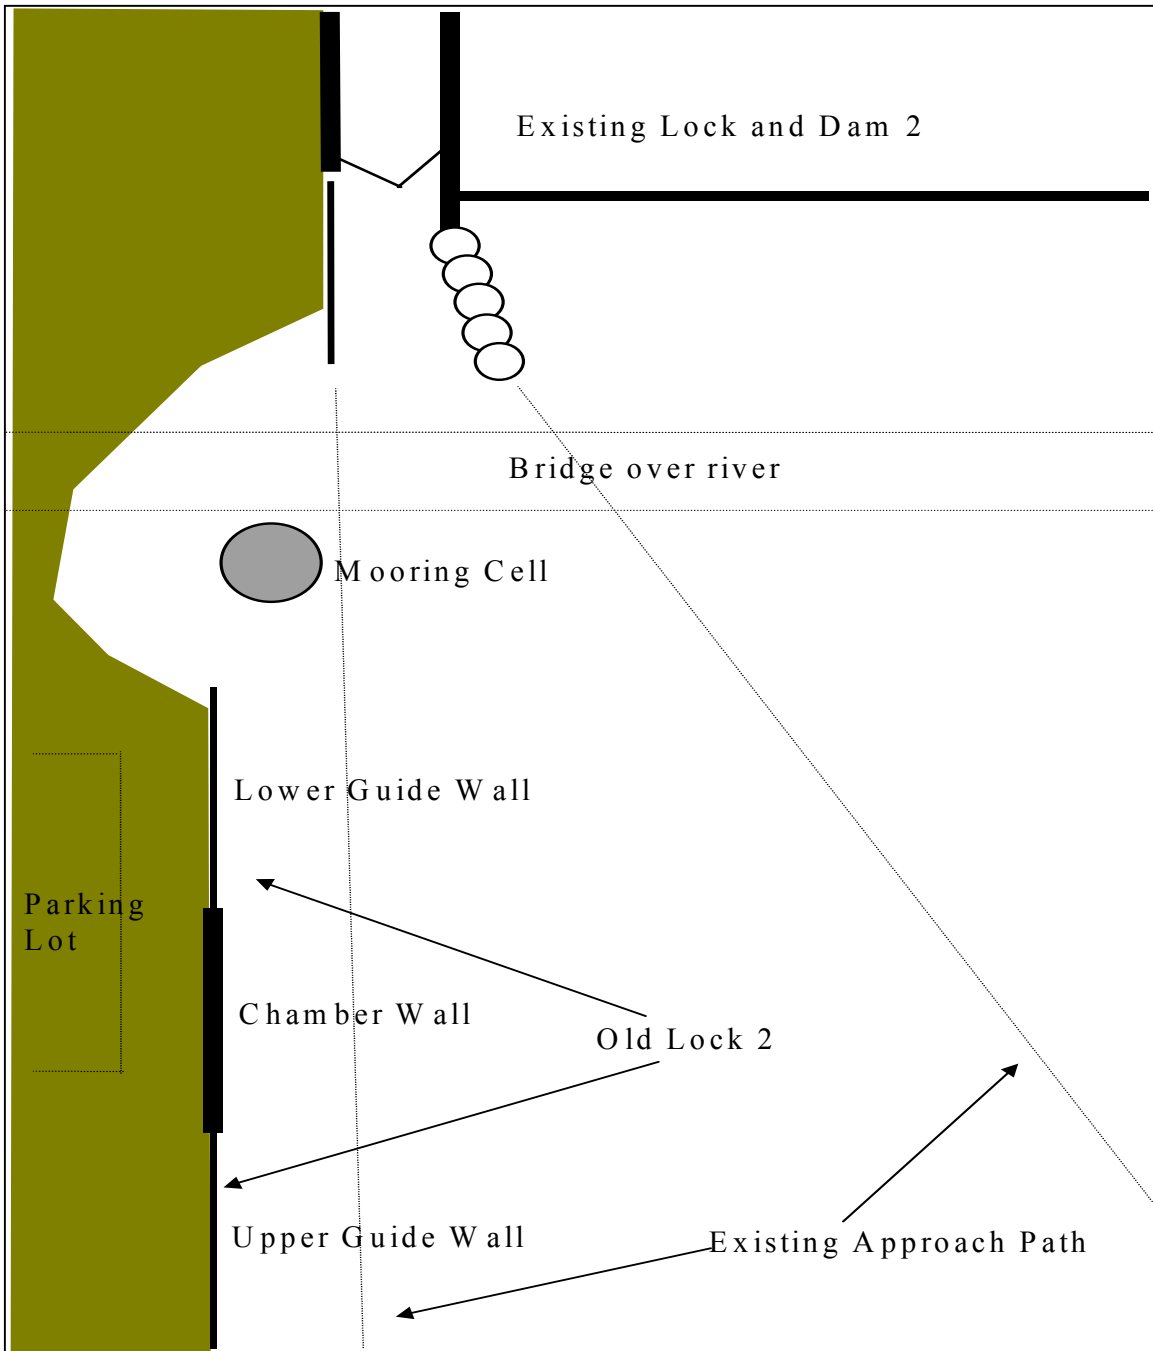 Existing Lock and Dam 2
Bridge over river
Mooring Cell
Lower Guide Wall
Parking
Lot
Chamber Wall
Old Lock 2
Upper Guide Wall
Existing Approach Path